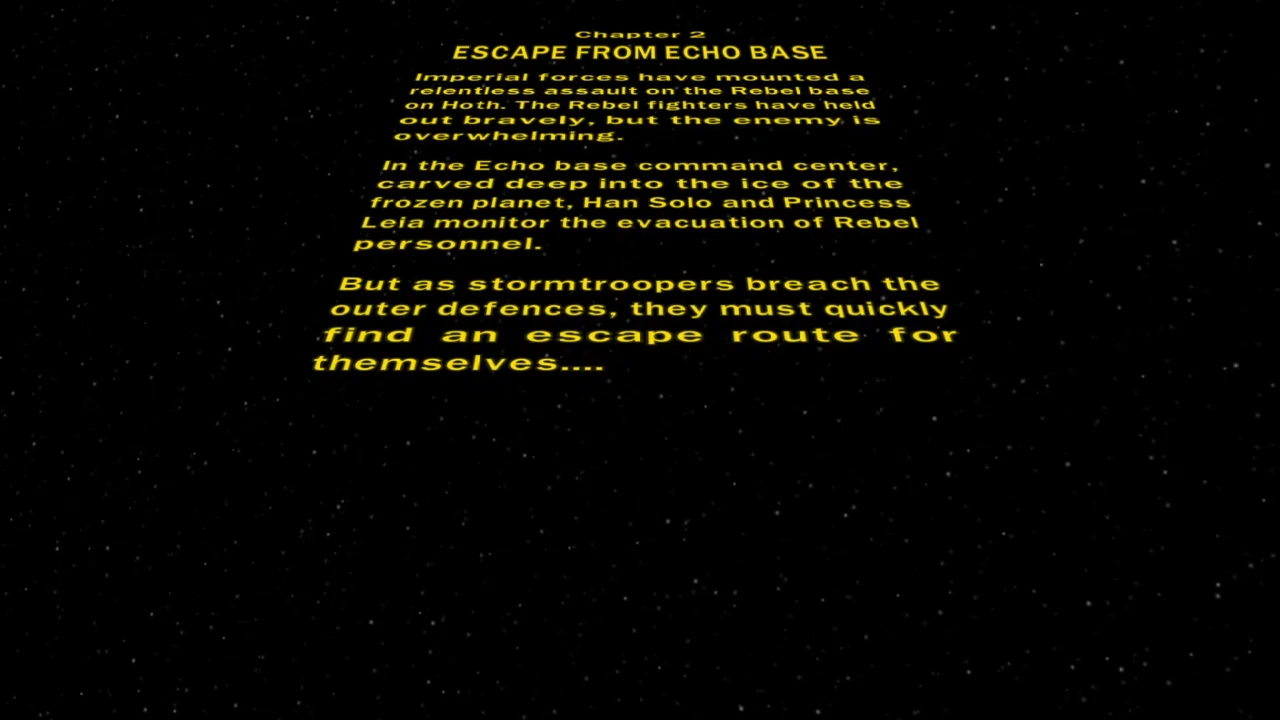 Chapter 2
ESCAPE FROM ECHO BASE
Imperial forces have mounted a
relentless assault on the Rebel base
on Hoth. The Rebel fighters have held
out bravely, but the enemy is
overwhelming.
In the Echo base command center,
carved deep into the ice of the
frozen planet, Han Solo and Princess
Leia monitor the evacuation of Rebel
personnel.
But as stormtroopers breach the
outer defences, they must quickly
find an escape route for
themselves....